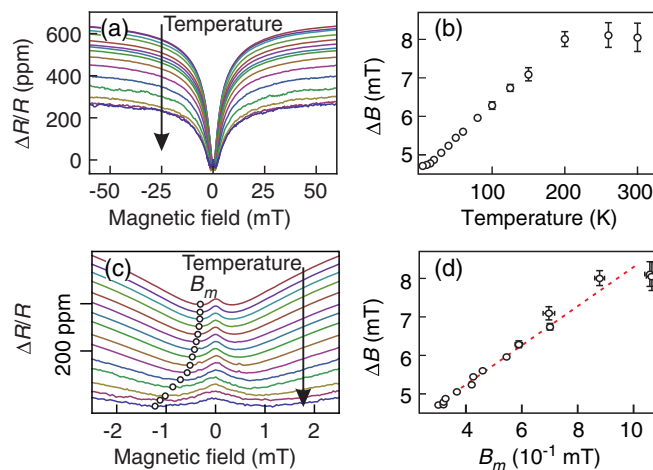 (a) Temperature
600
400
200
0
ΔR/R (ppm)
-50 -25 0 25 50
Magnetic field (mT)
(b)
8
7
6
5
ΔB (mT)
100 200 300
Temperature (K)
(c) Temperature
B_m
200 ppm
ΔR/R
-2 -1 0 1 2
Magnetic field (mT)
(d)
8
7
6
5
ΔB (mT)
4 6 8 10
B_m (10^-1 mT)